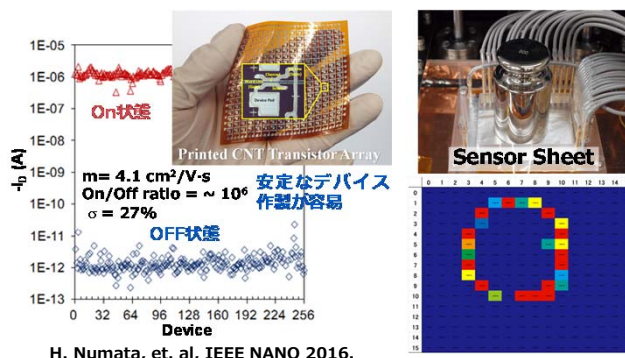 1E-05
1E-06
1E-07
1E-08
1E-09
1E-10
1E-11
1E-12
1E-13
-I_D (A)
On状態
m= 4.1 cm²/V·s
On/Off ratio = ~ 10⁶
σ = 27%
OFF状態
0 32 64 96 128 160 192 224 256
Device
Printed CNT Transistor Array
安定なデバイス
作製が容易
H. Numata, et. al, IEEE NANO 2016.
Sensor Sheet
0 1 2 3 4 5 6 7 8 9 10 11 12 13 14 15
0
1
2
3
4
5
6
7
8
9
10
11
12
13
14
15